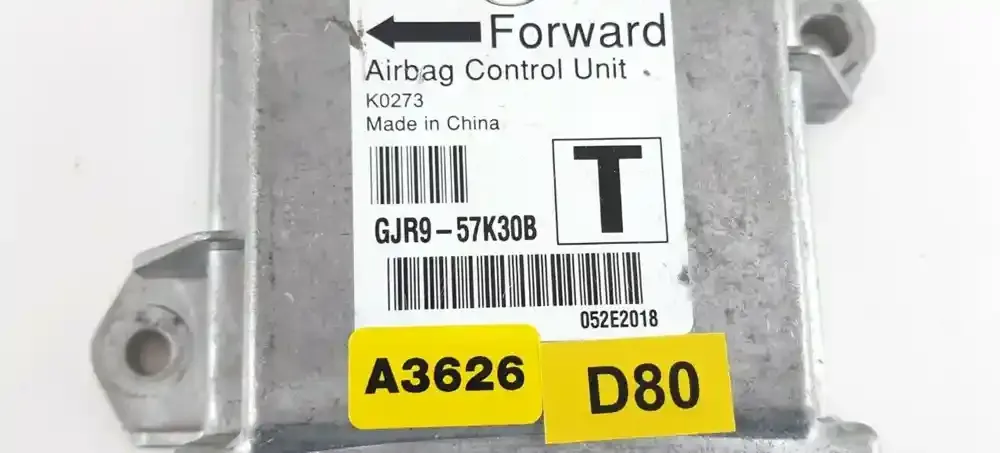 Forward
Airbag Control Unit
K0273
Made in China
T
GJR9-57K30B
052E2018
A3626
D80